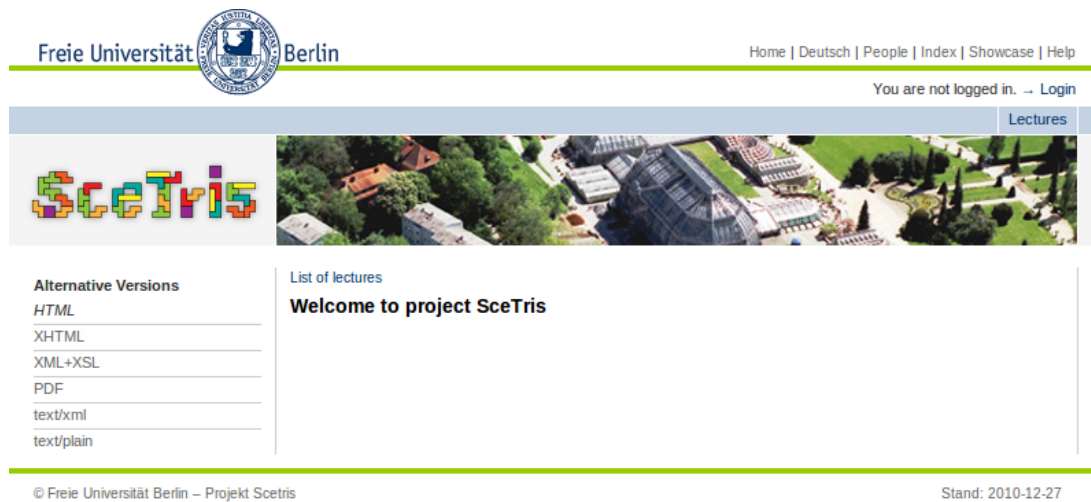 Freie Universität Berlin
Home | Deutsch | People | Index | Showcase | Help
You are not logged in. → Login
Lectures
SceTris
Alternative Versions
HTML
XHTML
XML+XSL
PDF
text/xml
text/plain
List of lectures
Welcome to project SceTris
© Freie Universität Berlin – Projekt Scetris
Stand: 2010-12-27